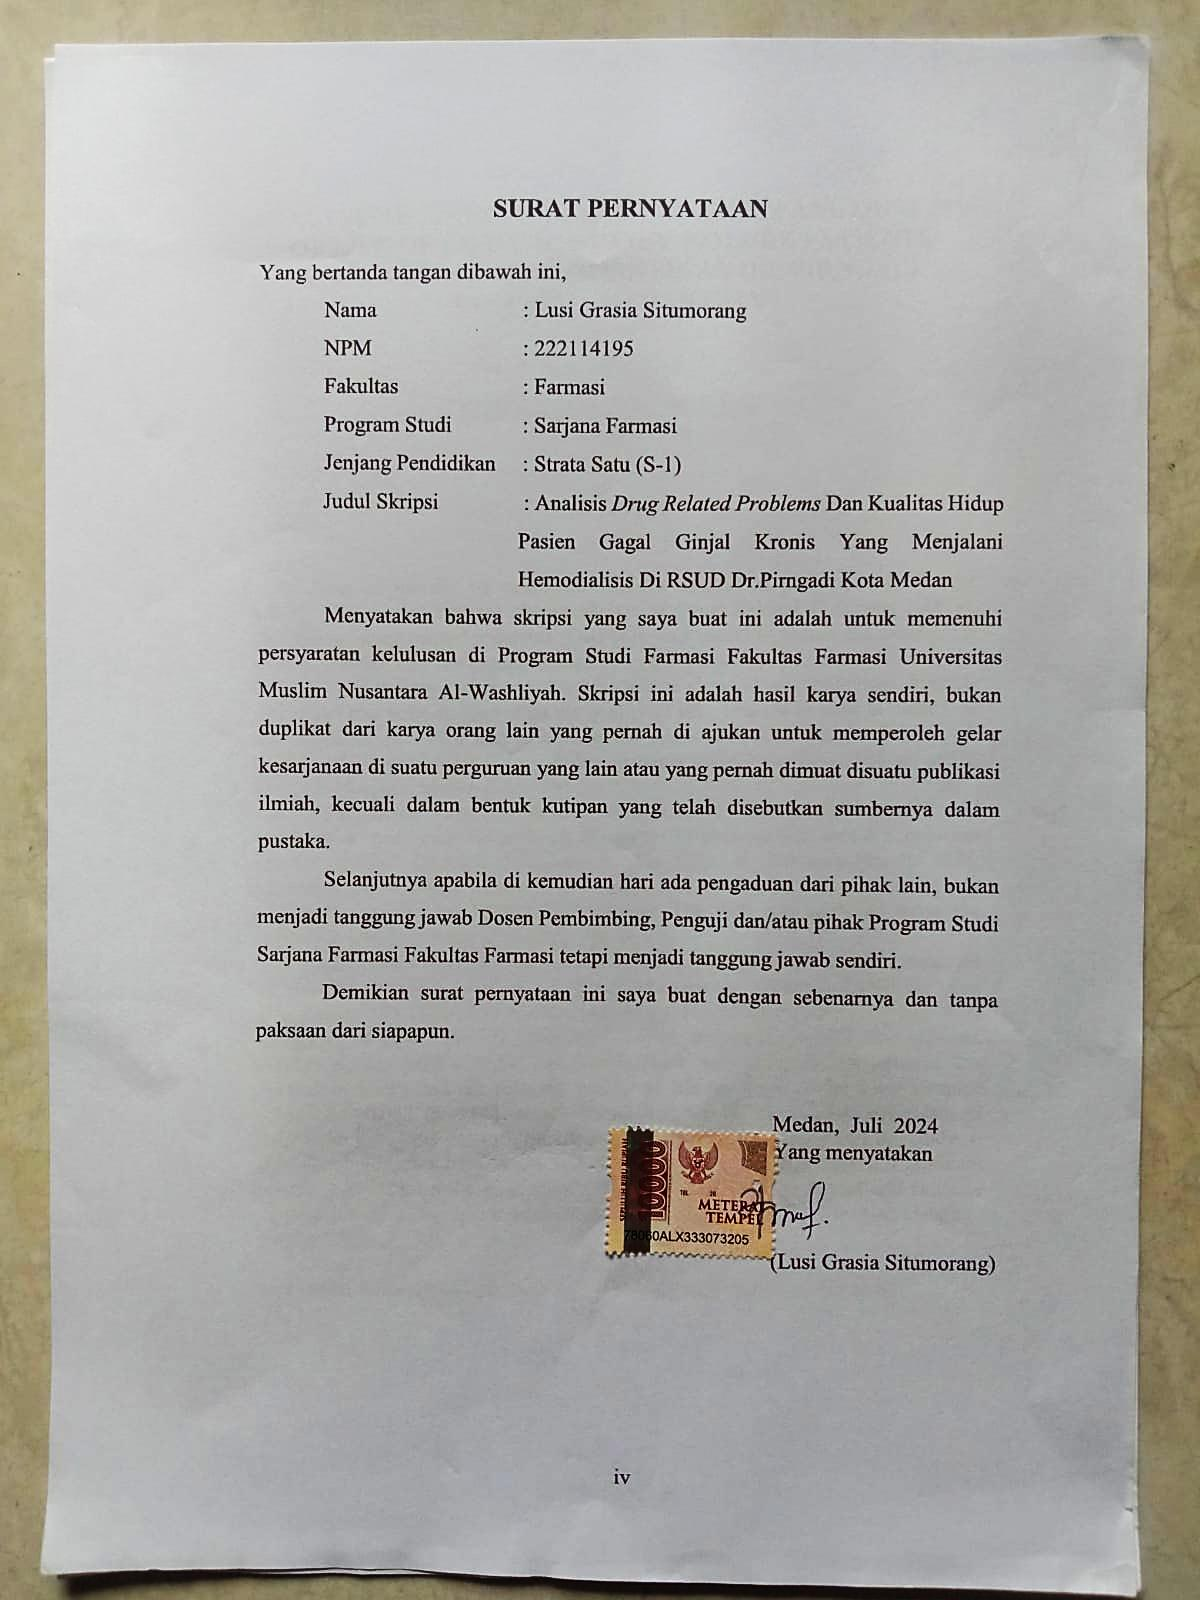 SURAT PERNYATAAN
Yang bertanda tangan dibawah ini,
Nama : Lusi Grasia Situmorang
NPM : 222114195
Fakultas : Farmasi
Program Studi : Sarjana Farmasi
Jenjang Pendidikan : Strata Satu (S-1)
Judul Skripsi : Analisis Drug Related Problems Dan Kualitas Hidup
Pasien Gagal Ginjal Kronis Yang Menjalani
Hemodialisis Di RSUD Dr.Pirngadi Kota Medan
Menyatakan bahwa skripsi yang saya buat ini adalah untuk memenuhi
persyaratan kelulusan di Program Studi Farmasi Fakultas Farmasi Universitas
Muslim Nusantara Al-Washliyah. Skripsi ini adalah hasil karya sendiri, bukan
duplikat dari karya orang lain yang pernah di ajukan untuk memperoleh gelar
kesarjanaan di suatu perguruan yang lain atau yang pernah dimuat disuatu publikasi
ilmiah, kecuali dalam bentuk kutipan yang telah disebutkan sumbernya dalam
pustaka.
Selanjutnya apabila di kemudian hari ada pengaduan dari pihak lain, bukan
menjadi tanggung jawab Dosen Pembimbing, Penguji dan/atau pihak Program Studi
Sarjana Farmasi Fakultas Farmasi tetapi menjadi tanggung jawab sendiri.
Demikian surat pernyataan ini saya buat dengan sebenarnya dan tanpa
paksaan dari siapapun.
Medan, Juli 2024
Yang menyatakan
SEPULUH RIBU RUPIAH
10000
TGL. 20
METERAI
TEMPEL
ALX333073205
(Lusi Grasia Situmorang)
iv